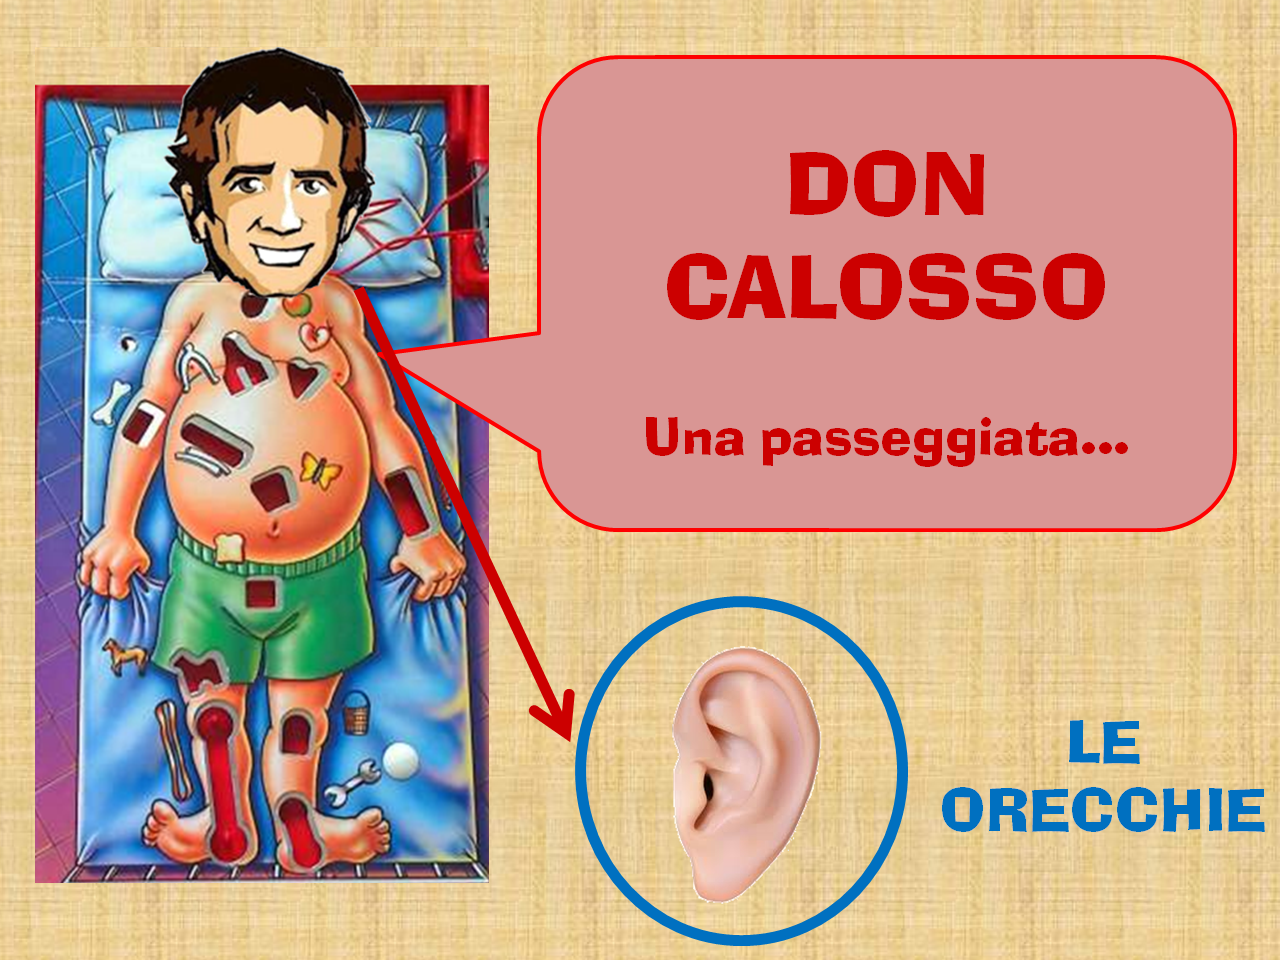 DON
CALOSSO
Una passeggiata...
LE
ORECCHIE